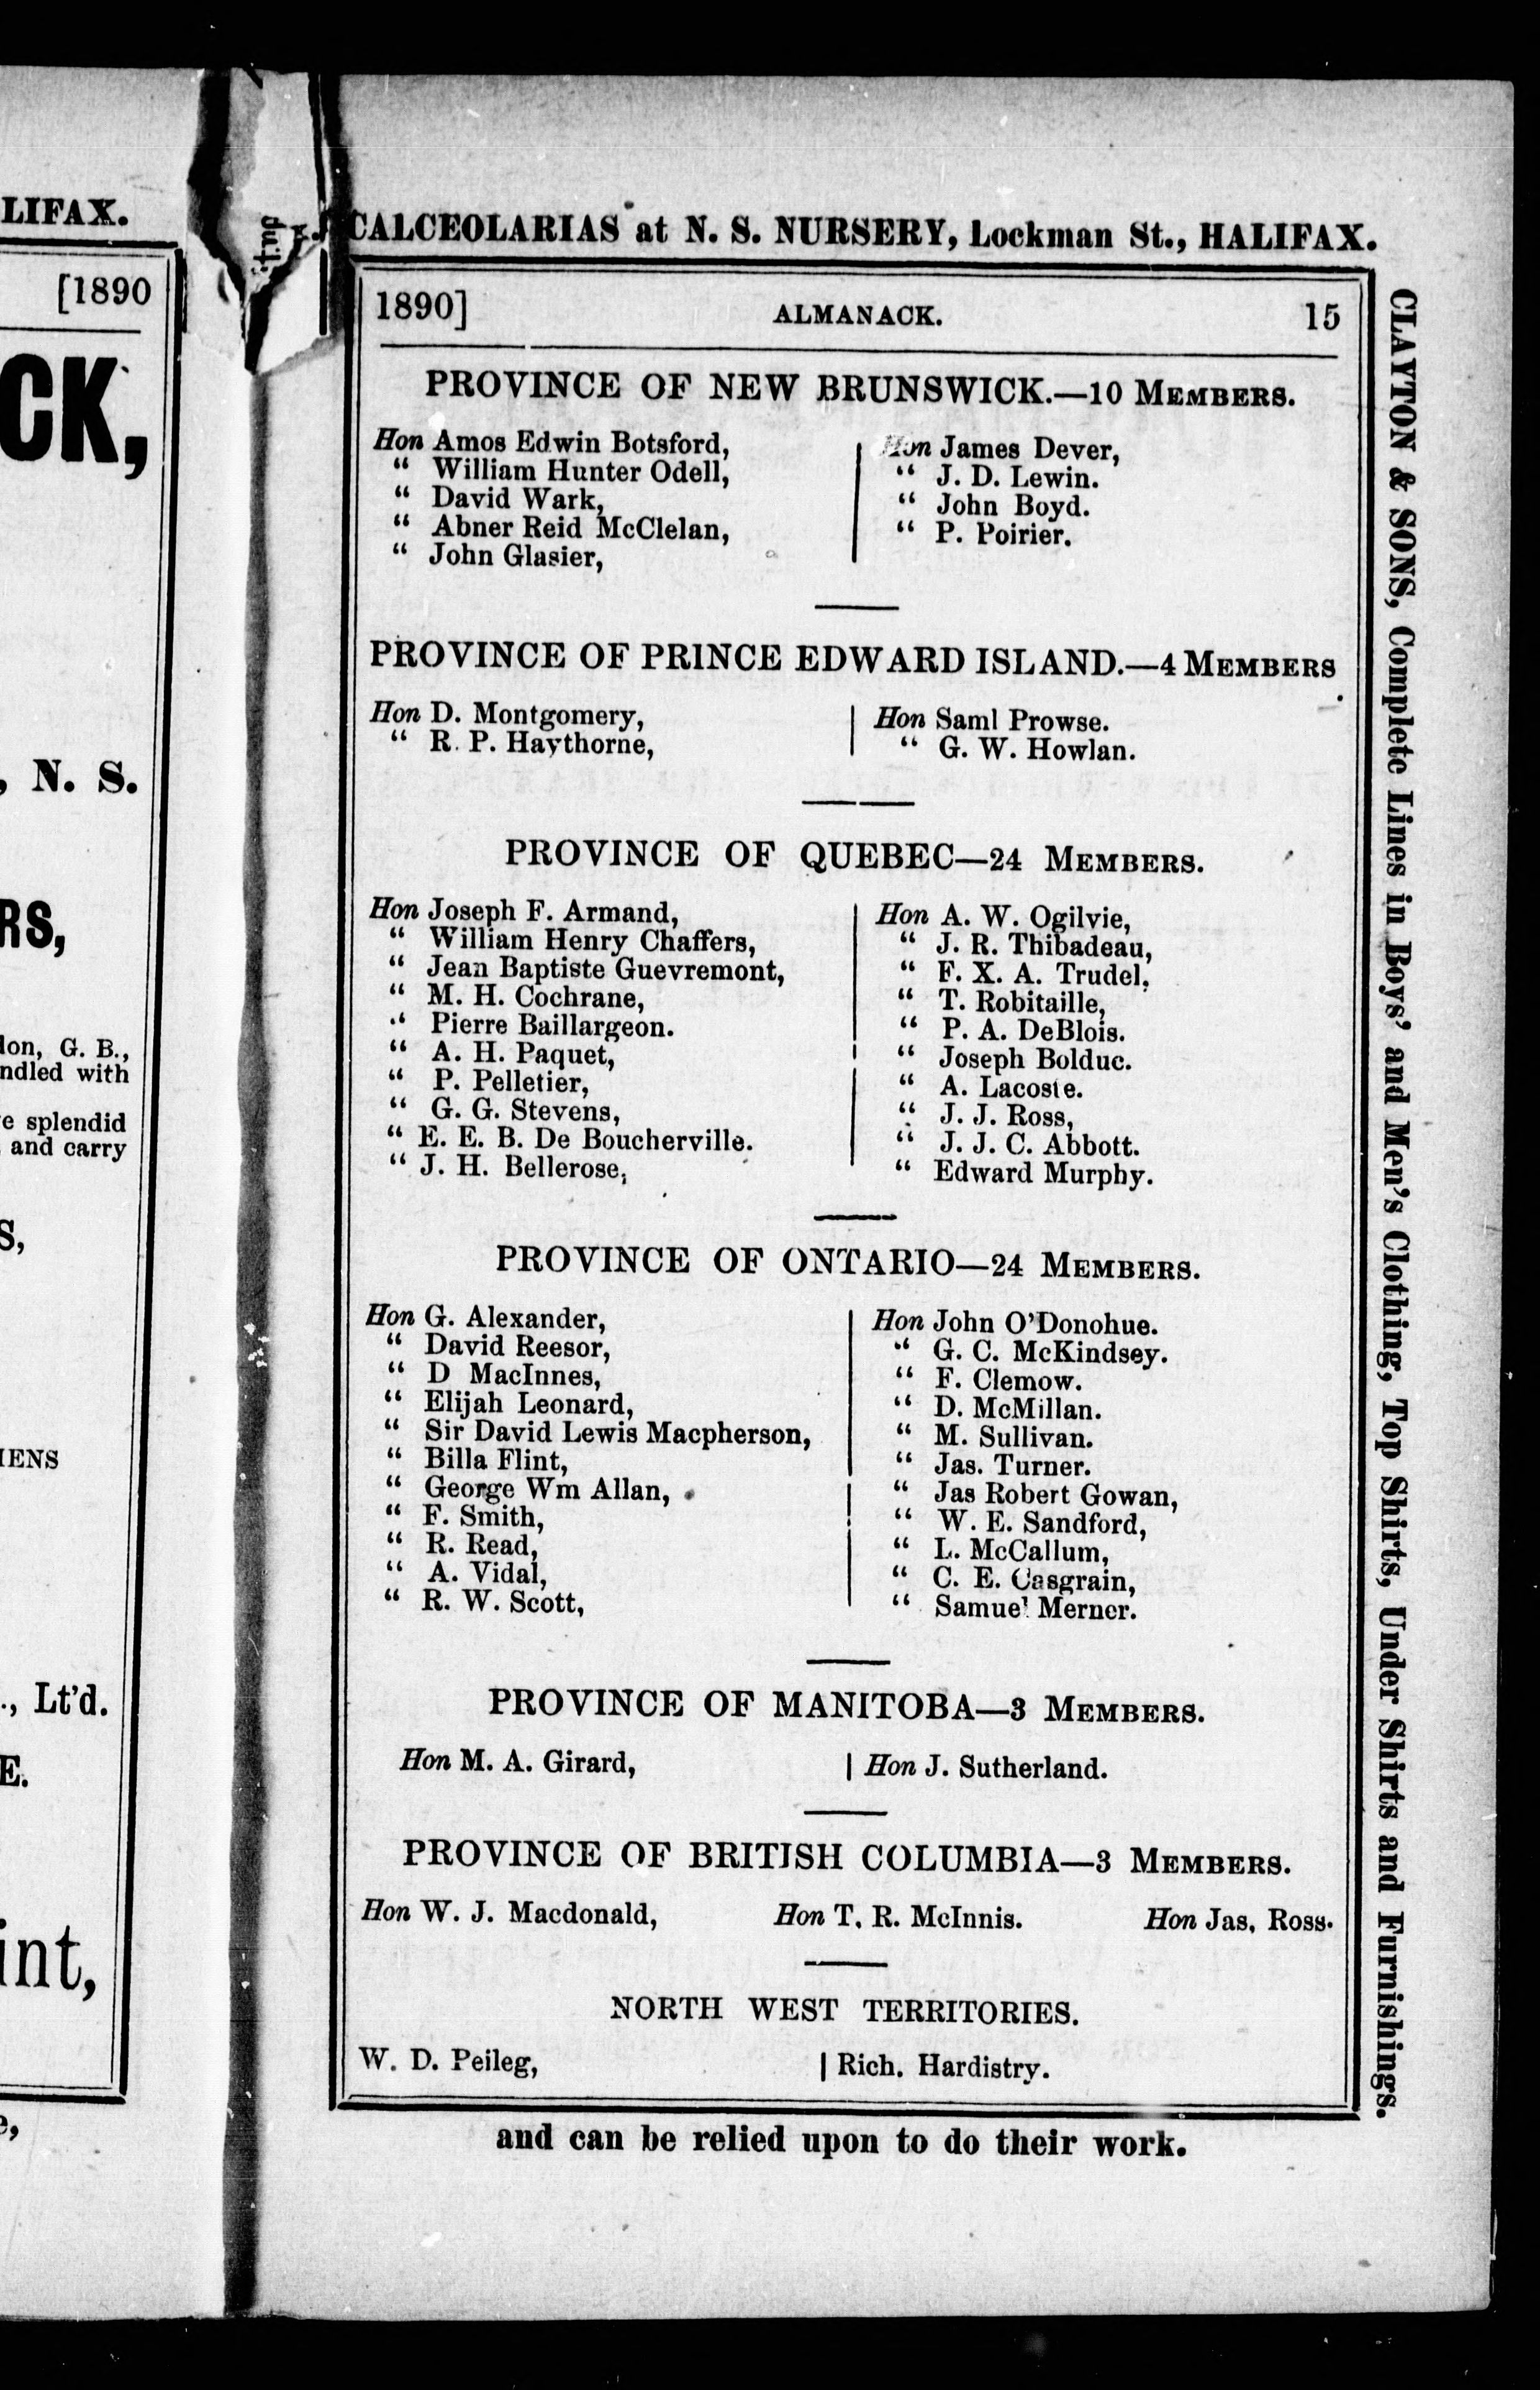 LIFAX.
[1890
CK,
, N. S.
RS,
don, G. B.,
ndled with
e splendid
and carry
S,
IENS
., Lt'd.
E.
int,
e,
CALCEOLARIAS at N. S. NURSERY, Lockman St., HALIFAX.
1890] ALMANACK. 15
PROVINCE OF NEW BRUNSWICK.—10 MEMBERS.
Hon Amos Edwin Botsford,
" William Hunter Odell,
" David Wark,
" Abner Reid McClelan,
" John Glasier,
Hon James Dever,
" J. D. Lewin.
" John Boyd.
" P. Poirier.
PROVINCE OF PRINCE EDWARD ISLAND.—4 MEMBERS
Hon D. Montgomery,
" R. P. Haythorne,
Hon Saml Prowse.
" G. W. Howlan.
PROVINCE OF QUEBEC—24 MEMBERS.
Hon Joseph F. Armand,
" William Henry Chaffers,
" Jean Baptiste Guevremont,
" M. H. Cochrane,
" Pierre Baillargeon.
" A. H. Paquet,
" P. Pelletier,
" G. G. Stevens,
" E. E. B. De Boucherville.
" J. H. Bellerose,
Hon A. W. Ogilvie,
" J. R. Thibadeau,
" F. X. A. Trudel,
" T. Robitaille,
" P. A. DeBlois.
" Joseph Bolduc.
" A. Lacoste.
" J. J. Ross,
" J. J. C. Abbott.
" Edward Murphy.
PROVINCE OF ONTARIO—24 MEMBERS.
Hon G. Alexander,
" David Reesor,
" D MacInnes,
" Elijah Leonard,
" Sir David Lewis Macpherson,
" Billa Flint,
" George Wm Allan,
" F. Smith,
" R. Read,
" A. Vidal,
" R. W. Scott,
Hon John O'Donohue.
" G. C. McKindsey.
" F. Clemow.
" D. McMillan.
" M. Sullivan.
" Jas. Turner.
" Jas Robert Gowan,
" W. E. Sandford,
" L. McCallum,
" C. E. Casgrain,
" Samuel Merner.
PROVINCE OF MANITOBA—3 MEMBERS.
Hon M. A. Girard, Hon J. Sutherland.
PROVINCE OF BRITISH COLUMBIA—3 MEMBERS.
Hon W. J. Macdonald, Hon T. R. McInnis. Hon Jas. Ross.
NORTH WEST TERRITORIES.
W. D. Peileg, Rich. Hardistry.
and can be relied upon to do their work.
CLAYTON & SONS, Complete Lines in Boys' and Men's Clothing, Top Shirts, Under Shirts and Furnishings.